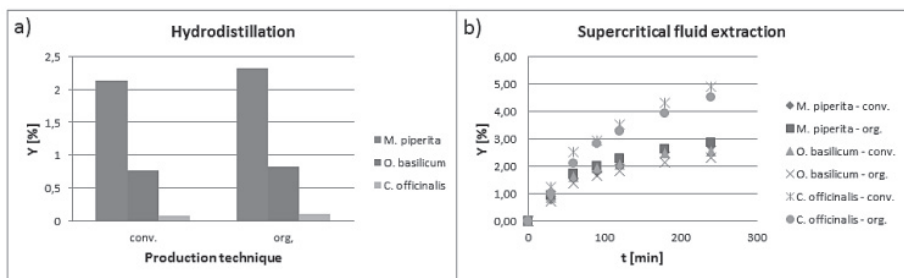 a)
Hydrodistillation
Y [%]
2,5
2
1,5
1
0,5
0
conv.
org,
Production technique
M. piperita
O. basilicum
C. officinalis
b)
Supercritical fluid extraction
Y [%]
6,00
5,00
4,00
3,00
2,00
1,00
0,00
0
100
200
300
t [min]
M. piperita - conv.
M. piperita - org.
O. basilicum - conv.
O. basilicum - org.
C. officinalis - conv.
C. officinalis - org.